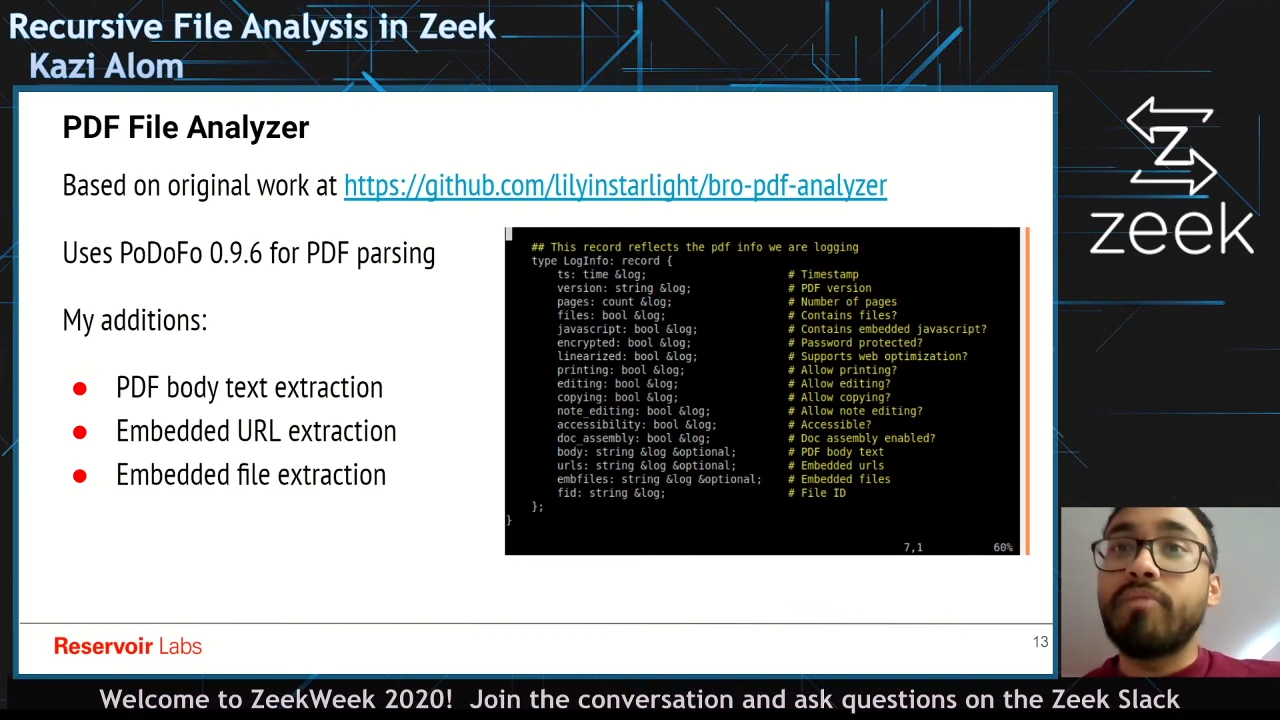 Recursive File Analysis in Zeek
Kazi Alom
PDF File Analyzer
Based on original work at https://github.com/lilyinstarlight/bro-pdf-analyzer
Uses PoDoFo 0.9.6 for PDF parsing
My additions:
● PDF body text extraction
● Embedded URL extraction
● Embedded file extraction
## This record reflects the pdf info we are logging
type LogInfo: record {
ts: time &log; # Timestamp
version: string &log; # PDF version
pages: count &log; # Number of pages
files: bool &log; # Contains files?
javascript: bool &log; # Contains embedded javascript?
encrypted: bool &log; # Password protected?
linearized: bool &log; # Supports web optimization?
printing: bool &log; # Allow printing?
editing: bool &log; # Allow editing?
copying: bool &log; # Allow copying?
note_editing: bool &log; # Allow note editing?
accessibility: bool &log; # Accessible?
doc_assembly: bool &log; # Doc assembly enabled?
body: string &log &optional; # PDF body text
urls: string &log &optional; # Embedded urls
embfiles: string &log &optional; # Embedded files
fid: string &log; # File ID
};
}
7,1 60%
Reservoir Labs
13
zeek
Welcome to ZeekWeek 2020! Join the conversation and ask questions on the Zeek Slack